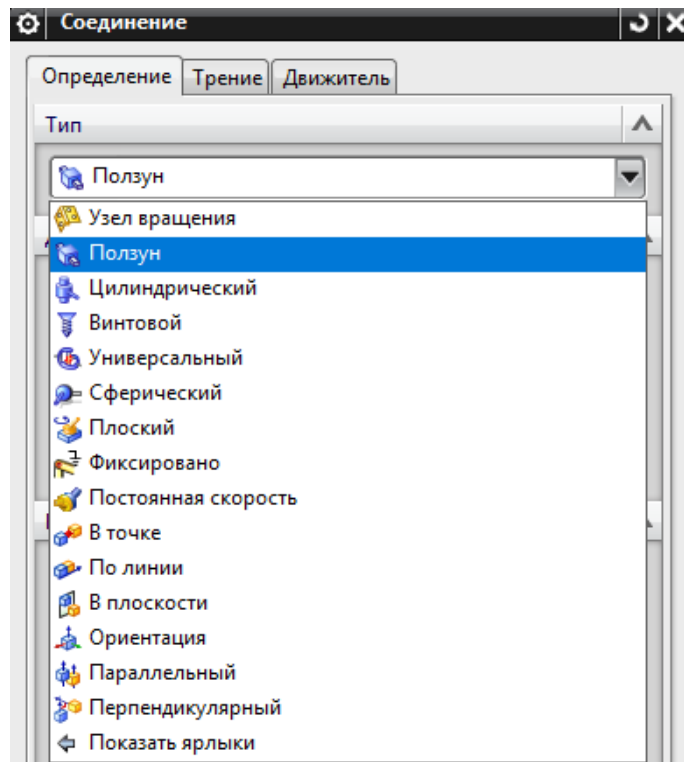 Соединение
Определение Трение Движитель
Тип
Ползун
Узел вращения
Ползун
Цилиндрический
Винтовой
Универсальный
Сферический
Плоский
Фиксировано
Постоянная скорость
В точке
По линии
В плоскости
Ориентация
Параллельный
Перпендикулярный
Показать ярлыки